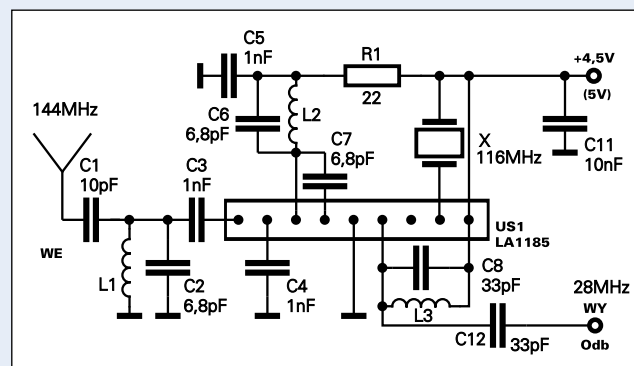 C5
1nF
R1
22
+4,5V
(5V)
144MHz
C6
6,8pF
L2
C7
6,8pF
X
116MHz
C11
10nF
C1
10pF
C3
1nF
WE
US1
LA1185
L1
C2
6,8pF
C4
1nF
C8
33pF
L3
C12
33pF
28MHz
WY
Odb